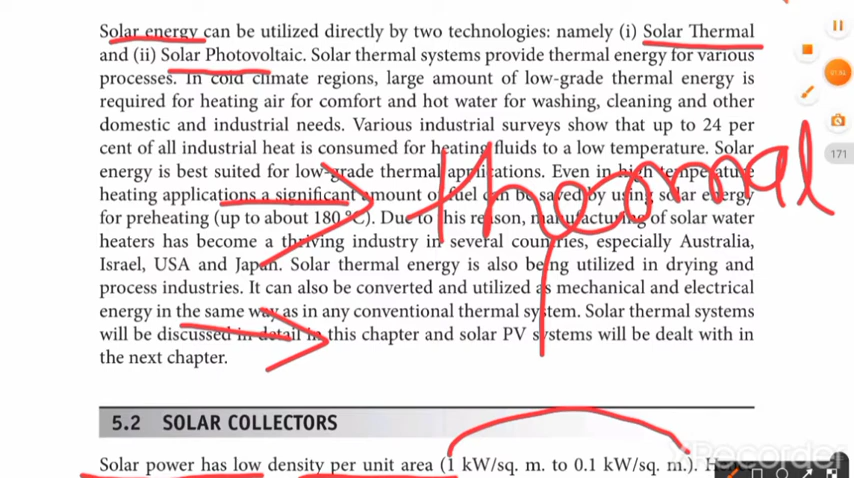 Solar energy can be utilized directly by two technologies: namely (i) Solar Thermal
and (ii) Solar Photovoltaic. Solar thermal systems provide thermal energy for various
processes. In cold climate regions, large amount of low-grade thermal energy is
required for heating air for comfort and hot water for washing, cleaning and other
domestic and industrial needs. Various industrial surveys show that up to 24 per
cent of all industrial heat is consumed for heating fluids to a low temperature. Solar
energy is best suited for low-grade thermal applications. Even in high temperature
heating applications a significant amount of fuel can be saved by using solar energy
for preheating (up to about 180 °C). Due to this reason, manufacturing of solar water
heaters has become a thriving industry in several countries, especially Australia,
Israel, USA and Japan. Solar thermal energy is also being utilized in drying and
process industries. It can also be converted and utilized as mechanical and electrical
energy in the same way as in any conventional thermal system. Solar thermal systems
will be discussed in detail in this chapter and solar PV systems will be dealt with in
the next chapter.
thermal
5.2 SOLAR COLLECTORS
Solar power has low density per unit area (1 kW/sq. m. to 0.1 kW/sq. m.).
XRecorder
171